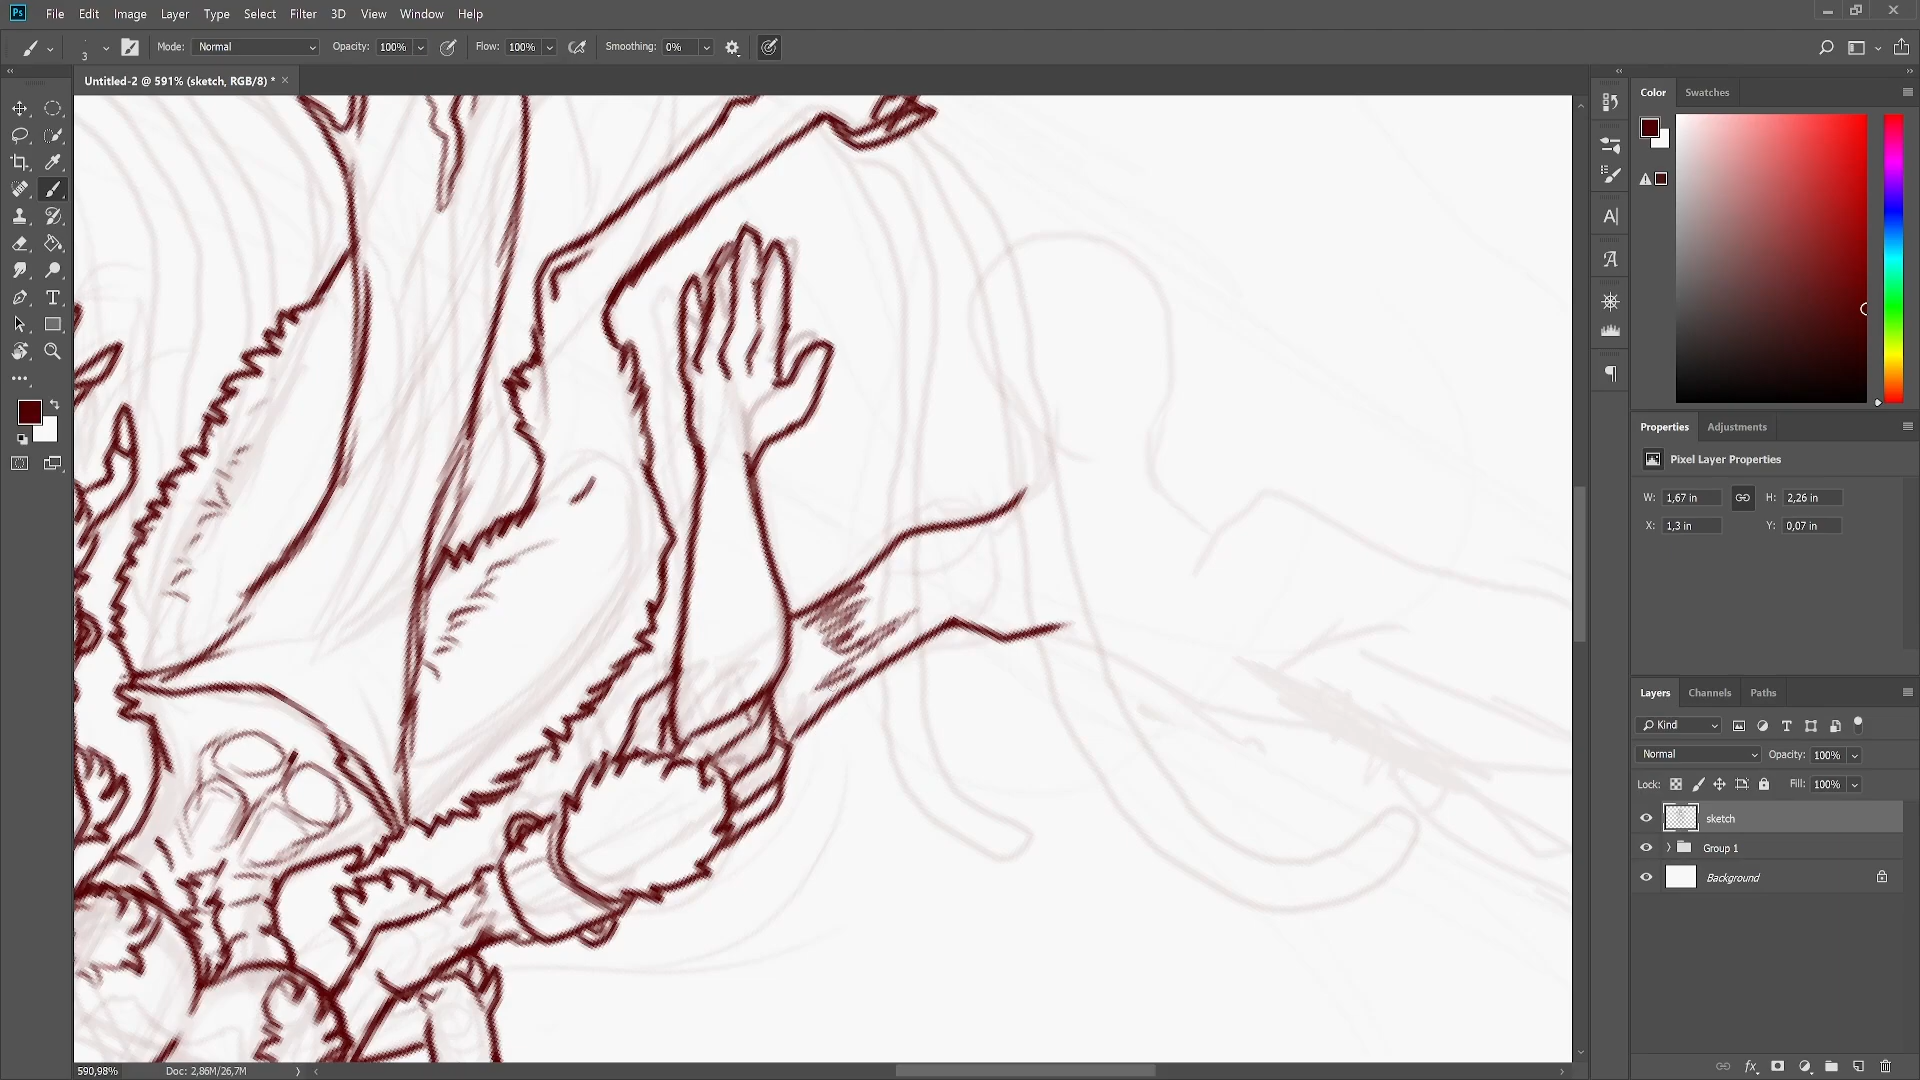 Ps File Edit Image Layer Type Select Filter 3D View Window Help
3 Mode: Normal Opacity: 100% Flow: 100% Smoothing: 0%
Untitled-2 @ 591% (sketch, RGB/8) *
Color Swatches
Properties Adjustments
Pixel Layer Properties
W: 1,67 in H: 2,26 in
X: 1,3 in Y: 0,07 in
Layers Channels Paths
Kind
Normal Opacity: 100%
Lock: Fill: 100%
sketch
Group 1
Background
590,98% Doc: 2,86M/26,7M